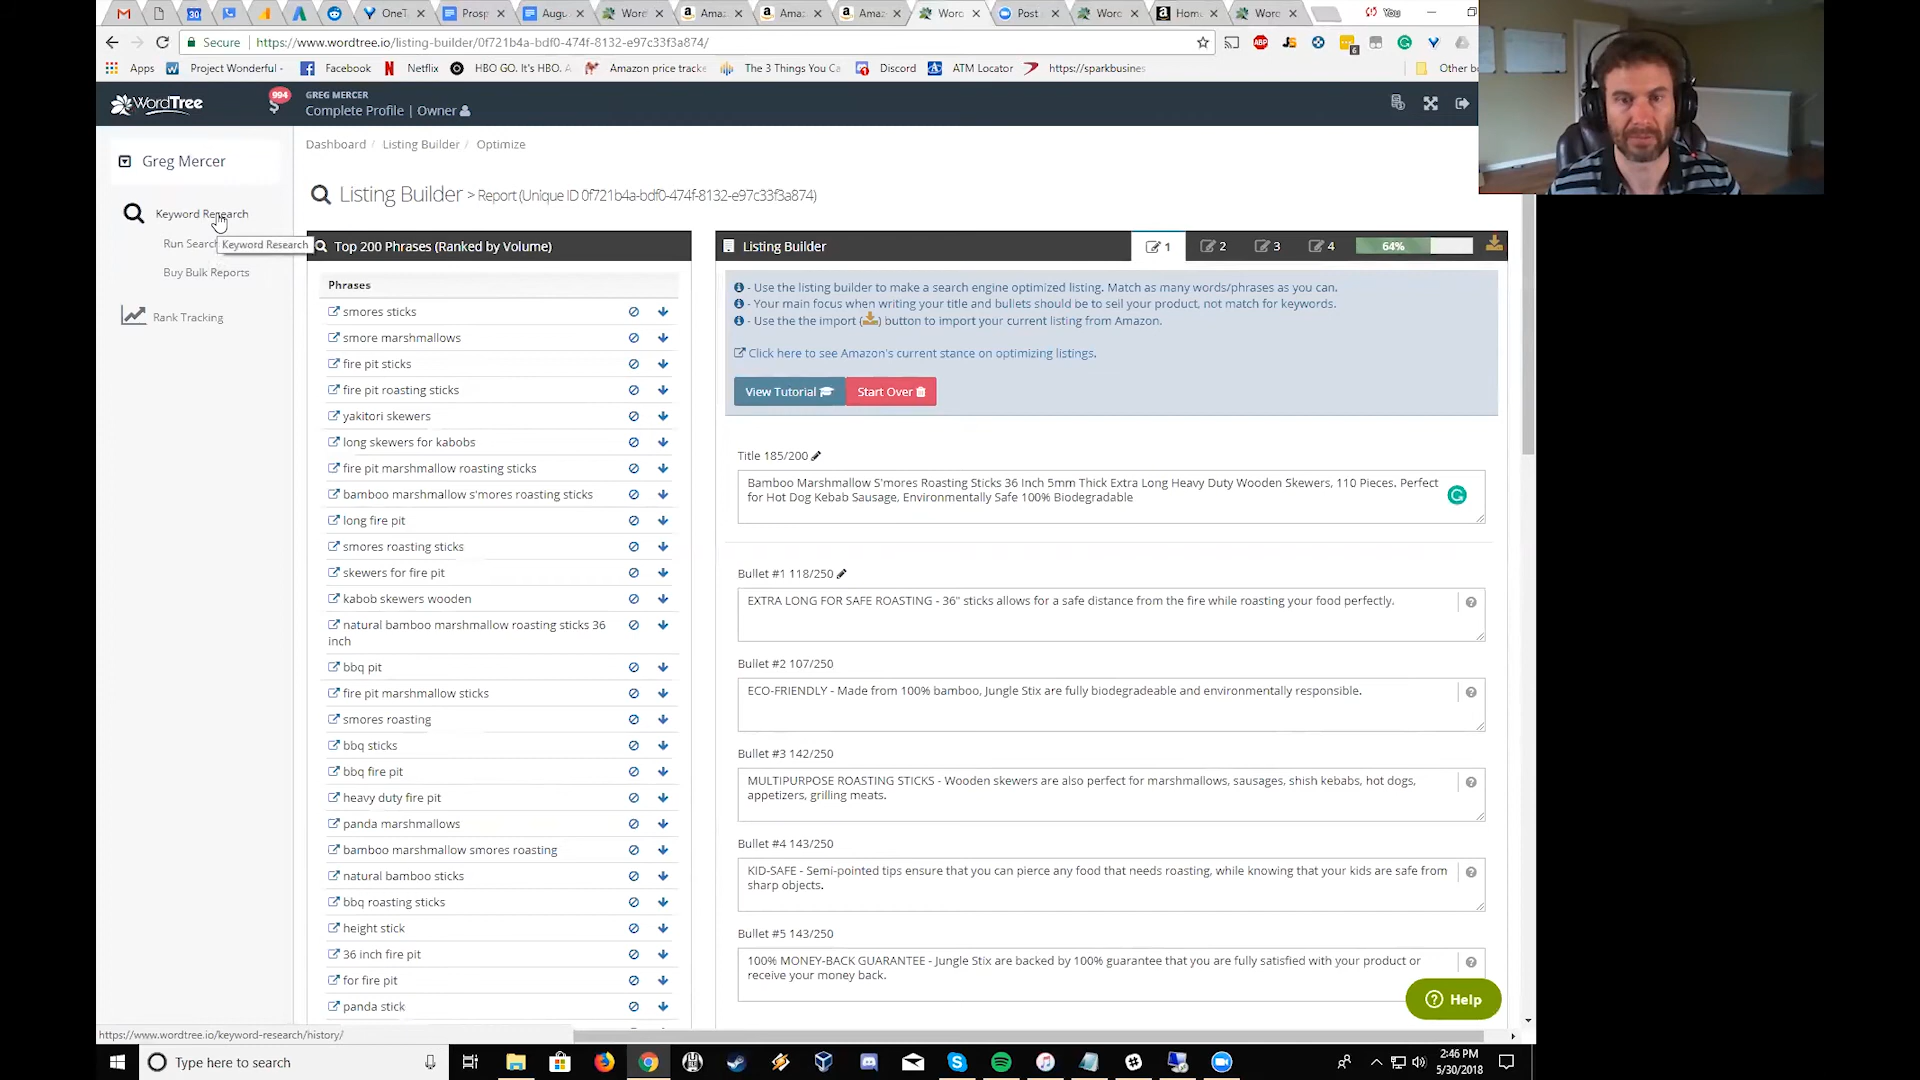 OneT
Prosp
Augu
Word
Amaz
Amaz
Amaz
Word
Post
Word
Home
Word
You
Secure
https://www.wordtree.io/listing-builder/0f721b4a-bdf0-474f-8132-e97c33f3a874/
Apps
Project Wonderful -
Facebook
Netflix
HBO GO. It's HBO. A
Amazon price tracke
The 3 Things You Ca
Discord
ATM Locator
https://sparkbusines
Other b
WordTree
994
GREG MERCER
Complete Profile | Owner
Greg Mercer
Keyword Research
Run Search
Keyword Research
Buy Bulk Reports
Rank Tracking
Dashboard / Listing Builder / Optimize
Listing Builder > Report (Unique ID 0f721b4a-bdf0-474f-8132-e97c33f3a874)
Top 200 Phrases (Ranked by Volume)
Phrases
smores sticks
smore marshmallows
fire pit sticks
fire pit roasting sticks
yakitori skewers
long skewers for kabobs
fire pit marshmallow roasting sticks
bamboo marshmallow s'mores roasting sticks
long fire pit
smores roasting sticks
skewers for fire pit
kabob skewers wooden
natural bamboo marshmallow roasting sticks 36
inch
bbq pit
fire pit marshmallow sticks
smores roasting
bbq sticks
bbq fire pit
heavy duty fire pit
panda marshmallows
bamboo marshmallow smores roasting
natural bamboo sticks
bbq roasting sticks
height stick
36 inch fire pit
for fire pit
panda stick
Listing Builder
1
2
3
4
64%
- Use the listing builder to make a search engine optimized listing. Match as many words/phrases as you can.
- Your main focus when writing your title and bullets should be to sell your product, not match for keywords.
- Use the the import ( ) button to import your current listing from Amazon.
Click here to see Amazon's current stance on optimizing listings.
View Tutorial
Start Over
Title 185/200
Bamboo Marshmallow S'mores Roasting Sticks 36 Inch 5mm Thick Extra Long Heavy Duty Wooden Skewers, 110 Pieces. Perfect
for Hot Dog Kebab Sausage, Environmentally Safe 100% Biodegradable
Bullet #1 118/250
EXTRA LONG FOR SAFE ROASTING - 36" sticks allows for a safe distance from the fire while roasting your food perfectly.
Bullet #2 107/250
ECO-FRIENDLY - Made from 100% bamboo, Jungle Stix are fully biodegradeable and environmentally responsible.
Bullet #3 142/250
MULTIPURPOSE ROASTING STICKS - Wooden skewers are also perfect for marshmallows, sausages, shish kebabs, hot dogs,
appetizers, grilling meats.
Bullet #4 143/250
KID-SAFE - Semi-pointed tips ensure that you can pierce any food that needs roasting, while knowing that your kids are safe from
sharp objects.
Bullet #5 143/250
100% MONEY-BACK GUARANTEE - Jungle Stix are backed by 100% guarantee that you are fully satisfied with your product or
receive your money back.
Help
https://www.wordtree.io/keyword-research/history/
Type here to search
2:46 PM
5/30/2018